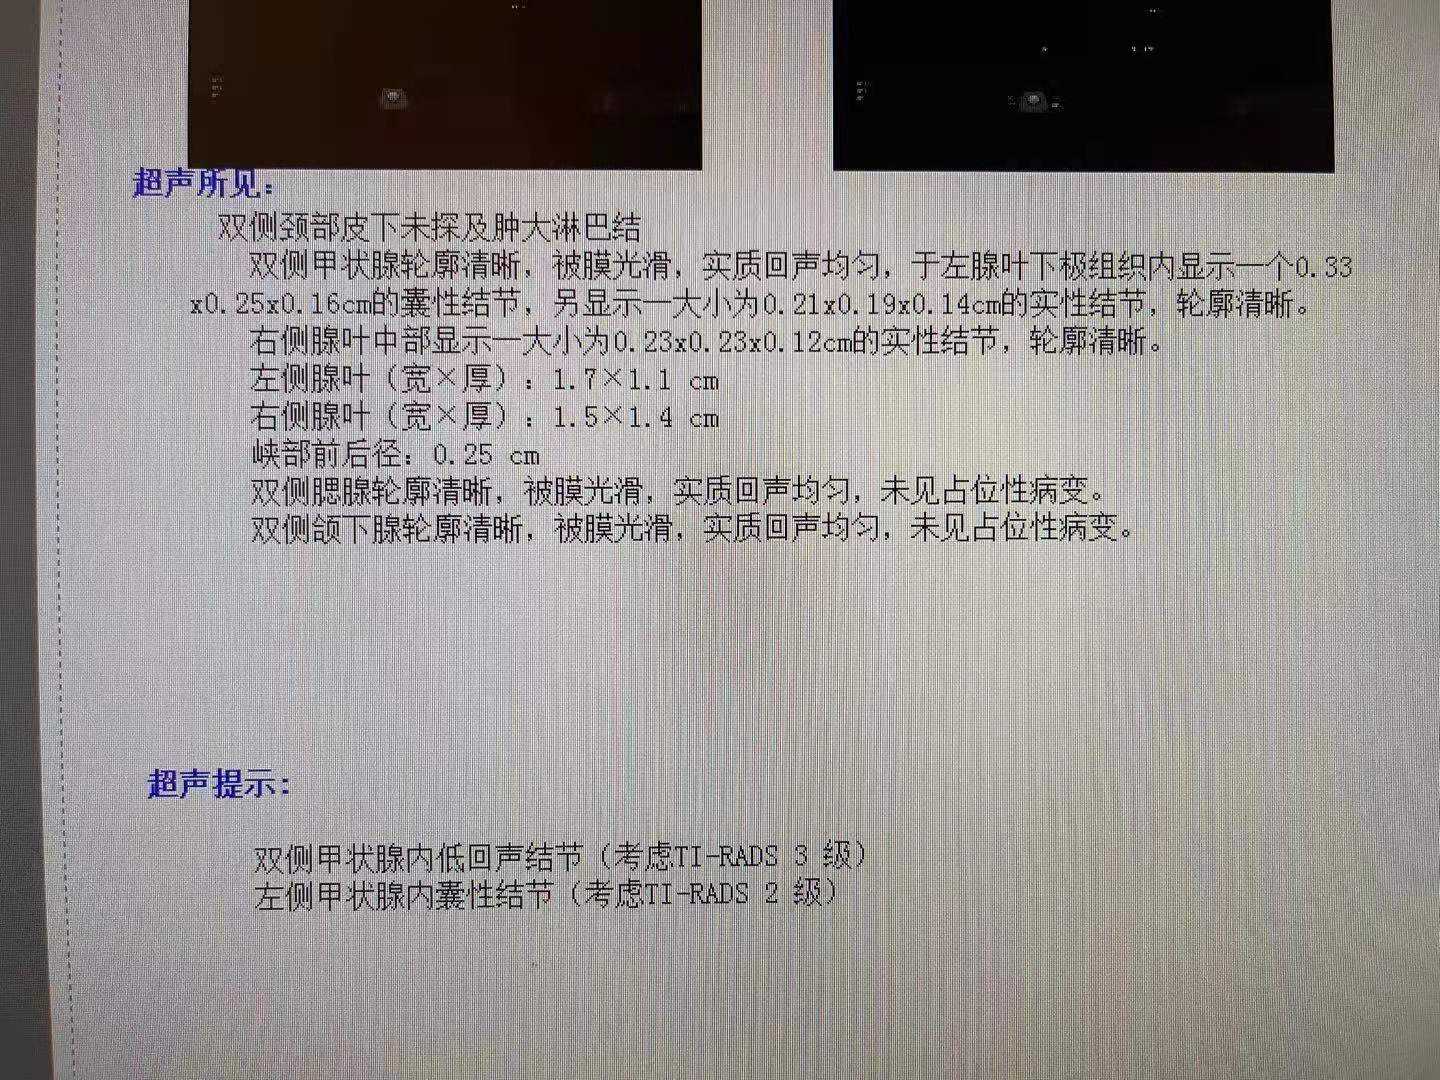 超声所见：
双侧颈部皮下未探及肿大淋巴结
双侧甲状腺轮廓清晰，被膜光滑，实质回声均匀，于左腺叶下极组织内显示一个0.33
x0.25x0.16cm的囊性结节，另显示一大小为0.21x0.19x0.14cm的实性结节，轮廓清晰。
右侧腺叶中部显示一大小为0.23x0.23x0.12cm的实性结节，轮廓清晰。
左侧腺叶（宽×厚）：1.7×1.1 cm
右侧腺叶（宽×厚）：1.5×1.4 cm
峡部前后径：0.25 cm
双侧腮腺轮廓清晰，被膜光滑，实质回声均匀，未见占位性病变。
双侧颌下腺轮廓清晰，被膜光滑，实质回声均匀，未见占位性病变。
超声提示：
双侧甲状腺内低回声结节（考虑TI-RADS 3 级）
左侧甲状腺内囊性结节（考虑TI-RADS 2 级）